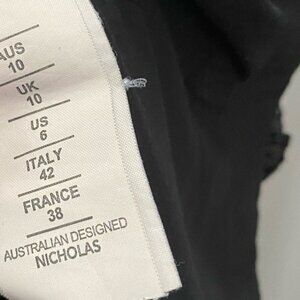 AUS
10
UK
10
US
6
ITALY
42
FRANCE
38
AUSTRALIAN DESIGNED
NICHOLAS